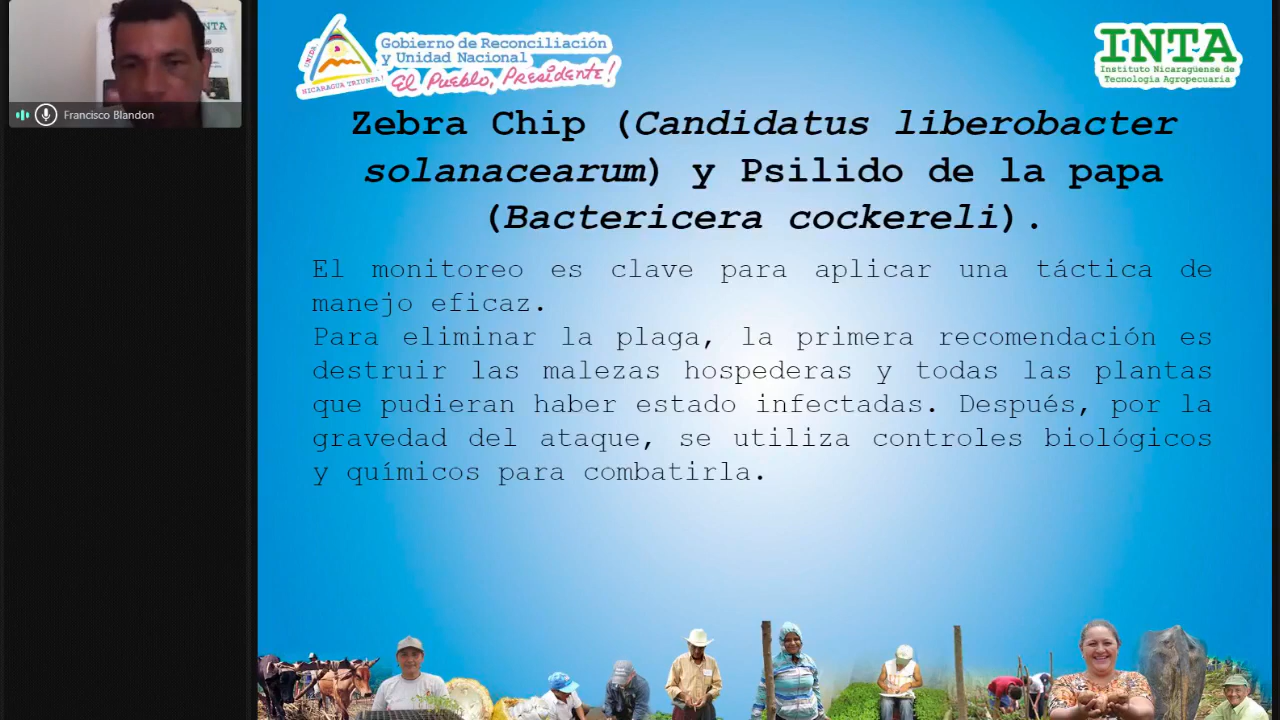 Francisco Blandon
UNIDA,
NICARAGUA TRIUNFA!
Gobierno de Reconciliación
y Unidad Nacional
El Pueblo, Presidente!
INTA
Instituto Nicaragüense de
Tecnología Agropecuaria
Zebra Chip (Candidatus liberobacter
solanacearum) y Psilido de la papa
(Bactericera cockereli).
El monitoreo es clave para aplicar una táctica de
manejo eficaz.
Para eliminar la plaga, la primera recomendación es
destruir las malezas hospederas y todas las plantas
que pudieran haber estado infectadas. Después, por la
gravedad del ataque, se utiliza controles biológicos
y químicos para combatirla.